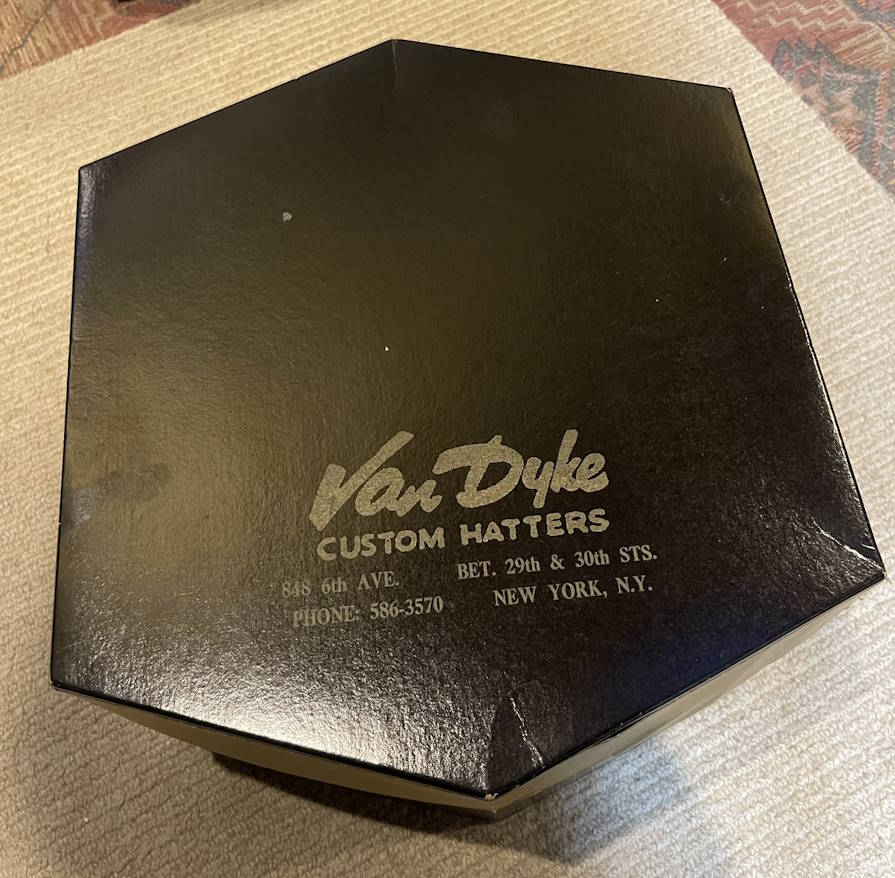 Van Dyke
CUSTOM HATTERS
848 6th AVE. BET. 29th & 30th STS.
PHONE: 586-3570 NEW YORK, N.Y.